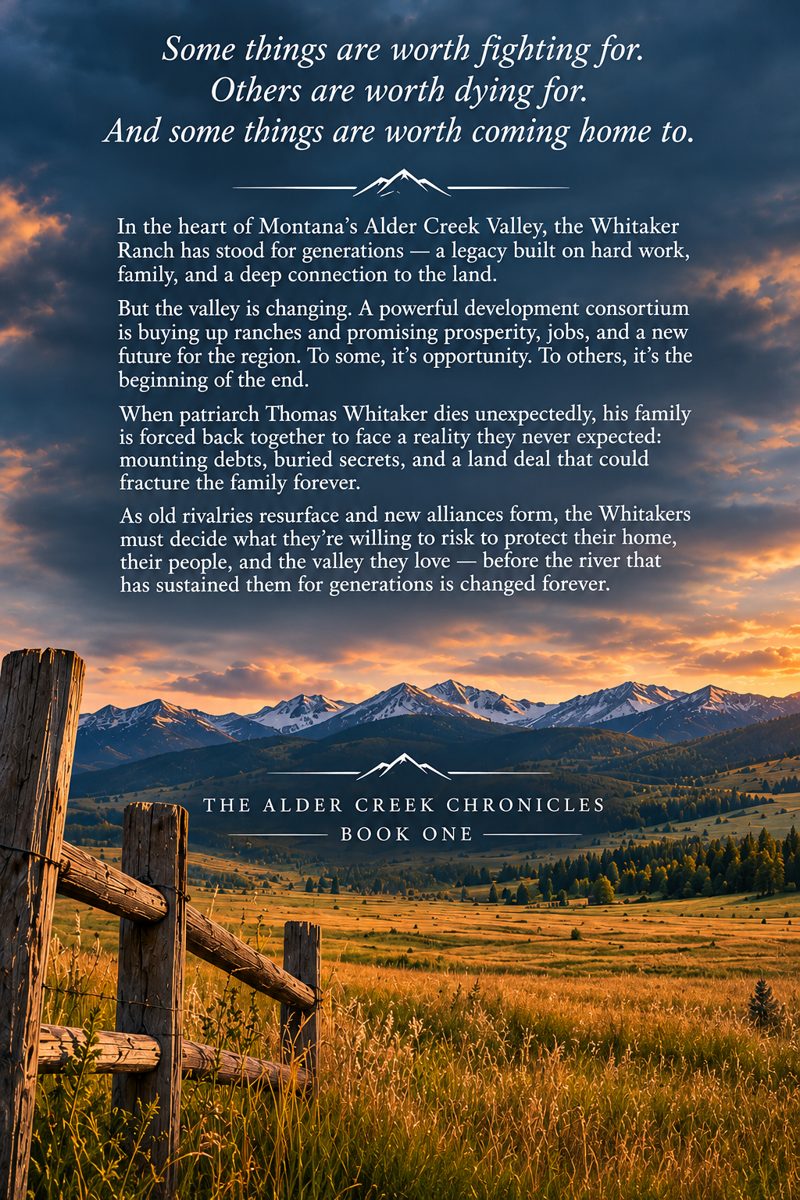 Some things are worth fighting for.
Others are worth dying for.
And some things are worth coming home to.
In the heart of Montana’s Alder Creek Valley, the Whitaker
Ranch has stood for generations — a legacy built on hard work,
family, and a deep connection to the land.
But the valley is changing. A powerful development consortium
is buying up ranches and promising prosperity, jobs, and a new
future for the region. To some, it’s opportunity. To others, it’s the
beginning of the end.
When patriarch Thomas Whitaker dies unexpectedly, his family
is forced back together to face a reality they never expected:
mounting debts, buried secrets, and a land deal that could
fracture the family forever.
As old rivalries resurface and new alliances form, the Whitakers
must decide what they’re willing to risk to protect their home,
their people, and the valley they love — before the river that
has sustained them for generations is changed forever.
THE ALDER CREEK CHRONICLES
BOOK ONE